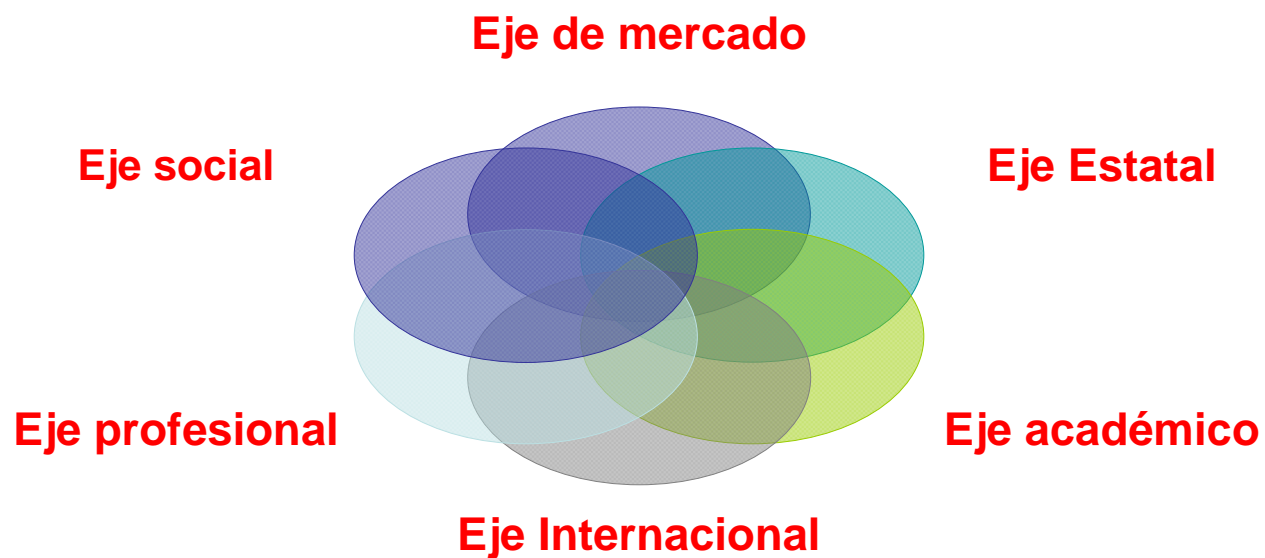 Eje de mercado
Eje social
Eje Estatal
Eje profesional
Eje académico
Eje Internacional